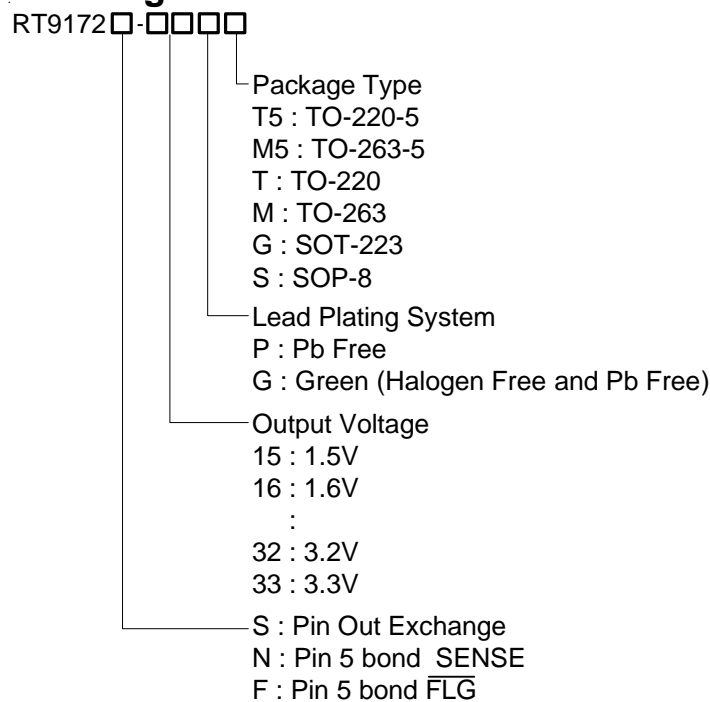 RT9172□-□□□□
Package Type
T5 : TO-220-5
M5 : TO-263-5
T : TO-220
M : TO-263
G : SOT-223
S : SOP-8
Lead Plating System
P : Pb Free
G : Green (Halogen Free and Pb Free)
Output Voltage
15 : 1.5V
16 : 1.6V
:
32 : 3.2V
33 : 3.3V
S : Pin Out Exchange
N : Pin 5 bond SENSE
F : Pin 5 bond F̅L̅G̅